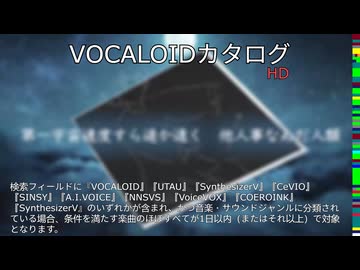 VOCALOIDカタログ
HD
第一宇宙速度すら遠か遠く 他人事なんだ人類
検索フィールドに『VOCALOID』『UTAU』『SynthesizerV』『CeVIO』
『SINSY』『A.I.VOICE』『NNSVS』『VoiceVOX』『COEROINK』
『SynthesizerV』のいずれかが含まれ、かつ音楽・サウンドジャンルに分類され
ている場合、条件を満たす楽曲のほぼすべてが1日以内（またはそれ以上）で対象
となります。